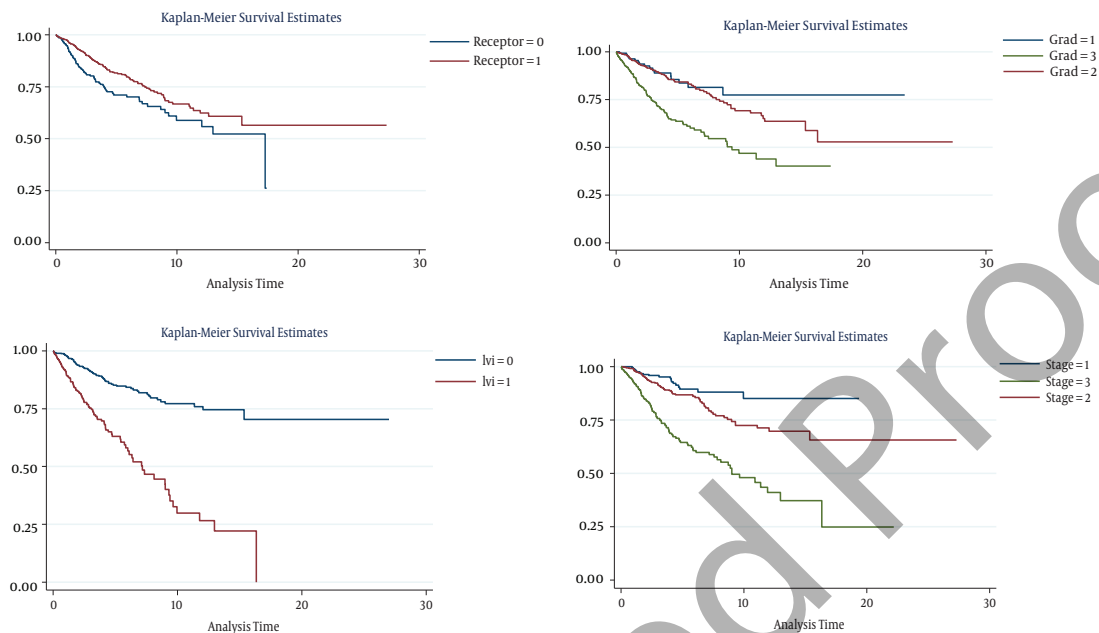 Kaplan-Meier Survival Estimates
1.00
0.75
0.50
0.25
0.00
0 10 20 30
Analysis Time
Receptor = 0
Receptor = 1
Kaplan-Meier Survival Estimates
1.00
0.75
0.50
0.25
0.00
0 10 20 30
Analysis Time
Grad = 1
Grad = 3
Grad = 2
Kaplan-Meier Survival Estimates
1.00
0.75
0.50
0.25
0.00
0 10 20 30
Analysis Time
lvi = 0
lvi = 1
Kaplan-Meier Survival Estimates
1.00
0.75
0.50
0.25
0.00
0 10 20 30
Analysis Time
Stage = 1
Stage = 3
Stage = 2